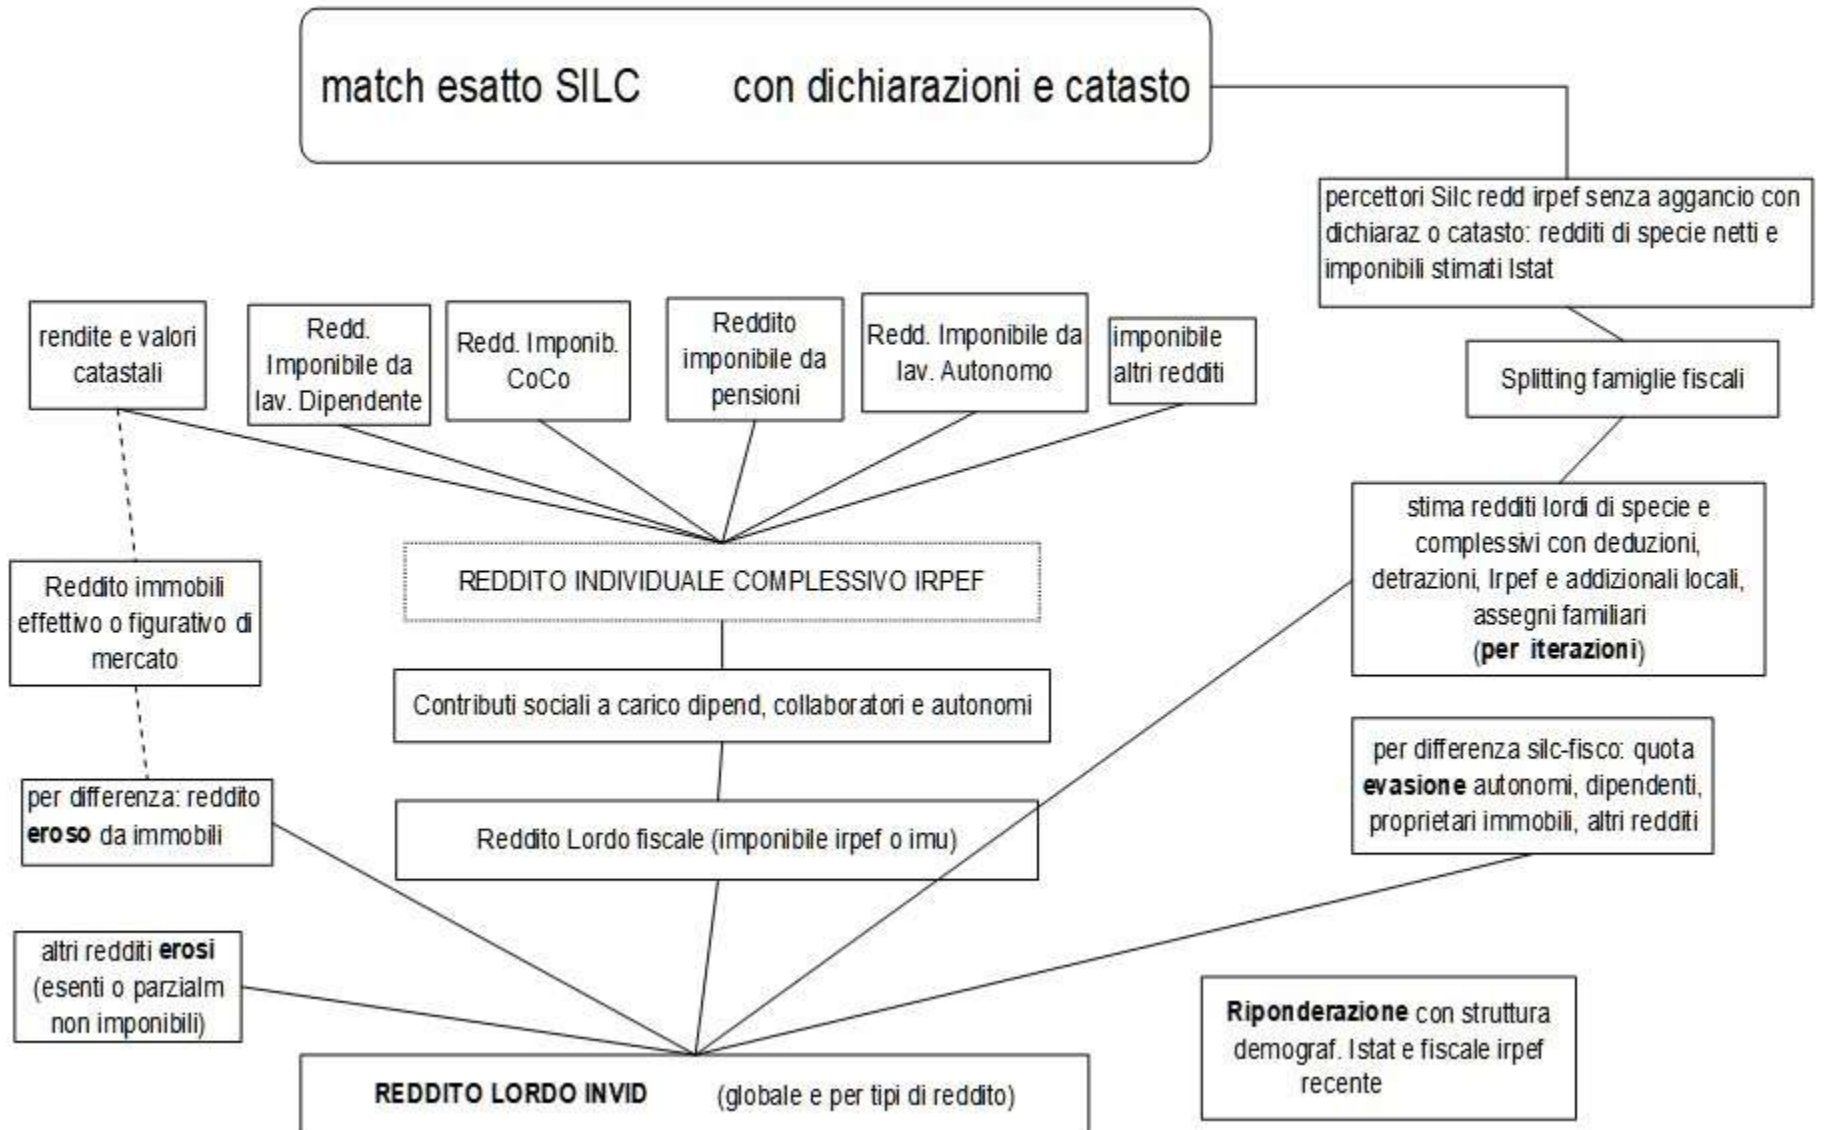 match esatto SILC con dichiarazioni e catasto
percettori Silc redd irpef senza aggancio con
dichiaraz o catasto: redditi di specie netti e
imponibili stimati Istat
rendite e valori
catastali
Redd.
Imponibile da
lav. Dipendente
Redd. Imponib.
CoCo
Reddito
imponibile da
pensioni
Redd. Imponibile da
lav. Autonomo
imponibile
altri redditi
Splitting famiglie fiscali
stima redditi lordi di specie e
complessivi con deduzioni,
detrazioni, Irpef e addizionali locali,
assegni familiari
(per iterazioni)
REDDITO INDIVIDUALE COMPLESSIVO IRPEF
Reddito immobili
effettivo o figurativo di
mercato
Contributi sociali a carico dipend, collaboratori e autonomi
per differenza silc-fisco: quota
evasione autonomi, dipendenti,
proprietari immobili, altri redditi
per differenza: reddito
eroso da immobili
Reddito Lordo fiscale (imponibile irpef o imu)
altri redditi erosi
(esenti o parzialm
non imponibili)
Riponderazione con struttura
demograf. Istat e fiscale irpef
recente
REDDITO LORDO INVID (globale e per tipi di reddito)